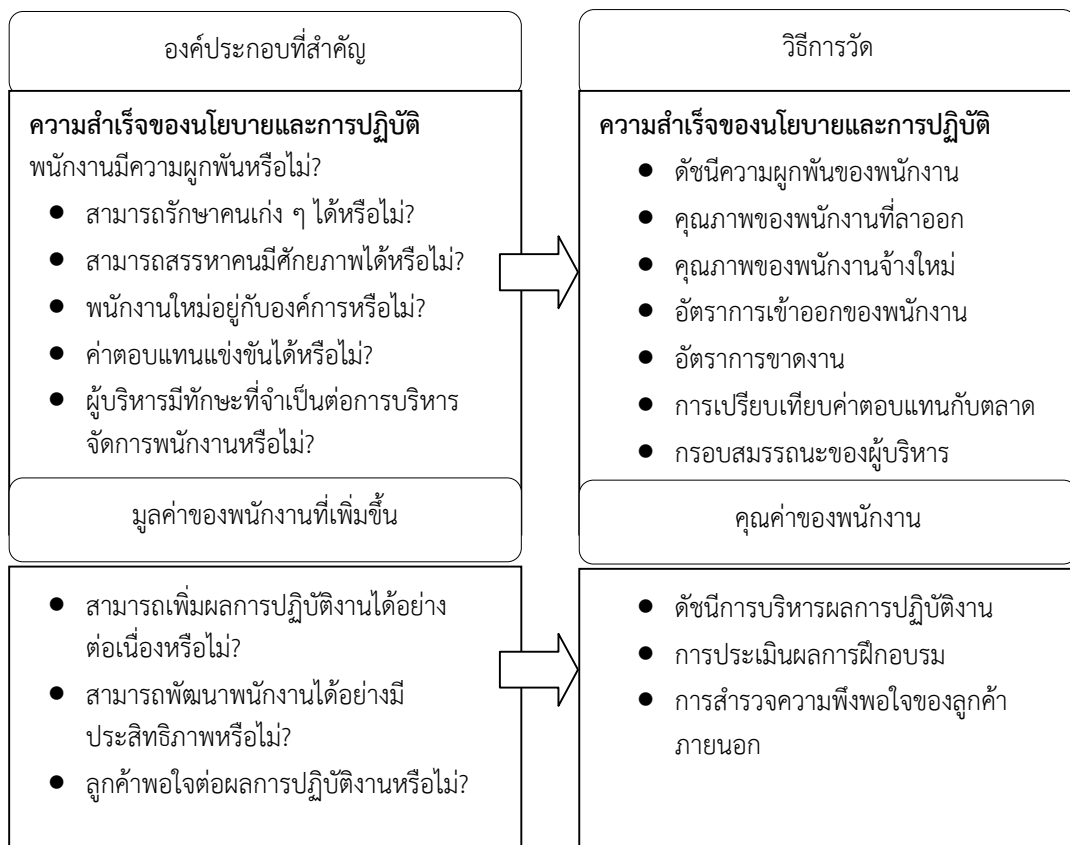 องค์ประกอบที่สำคัญ
ความสำเร็จของนโยบายและการปฏิบัติ
พนักงานมีความผูกพันหรือไม่?
● สามารถรักษาคนเก่ง ๆ ได้หรือไม่?
● สามารถสรรหาคนมีศักยภาพได้หรือไม่?
● พนักงานใหม่อยู่กับองค์การหรือไม่?
● ค่าตอบแทนแข่งขันได้หรือไม่?
● ผู้บริหารมีทักษะที่จำเป็นต่อการบริหาร
จัดการพนักงานหรือไม่?
มูลค่าของพนักงานที่เพิ่มขึ้น
● สามารถเพิ่มผลการปฏิบัติงานได้อย่าง
ต่อเนื่องหรือไม่?
● สามารถพัฒนาพนักงานได้อย่างมี
ประสิทธิภาพหรือไม่?
● ลูกค้าพอใจต่อผลการปฏิบัติงานหรือไม่?
วิธีการวัด
ความสำเร็จของนโยบายและการปฏิบัติ
● ดัชนีความผูกพันของพนักงาน
● คุณภาพของพนักงานที่ลาออก
● คุณภาพของพนักงานจ้างใหม่
● อัตราการเข้าออกของพนักงาน
● อัตราการขาดงาน
● การเปรียบเทียบค่าตอบแทนกับตลาด
● กรอบสมรรถนะของผู้บริหาร
คุณค่าของพนักงาน
● ดัชนีการบริหารผลการปฏิบัติงาน
● การประเมินผลการฝึกอบรม
● การสำรวจความพึงพอใจของลูกค้า
ภายนอก